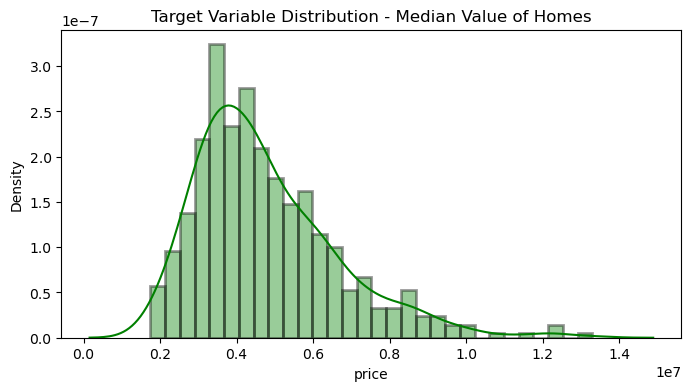 Target Variable Distribution - Median Value of Homes
1e−7
3.0
2.5
2.0
1.5
1.0
0.5
0.0
Density
0.0 0.2 0.4 0.6 0.8 1.0 1.2 1.4
1e7
price